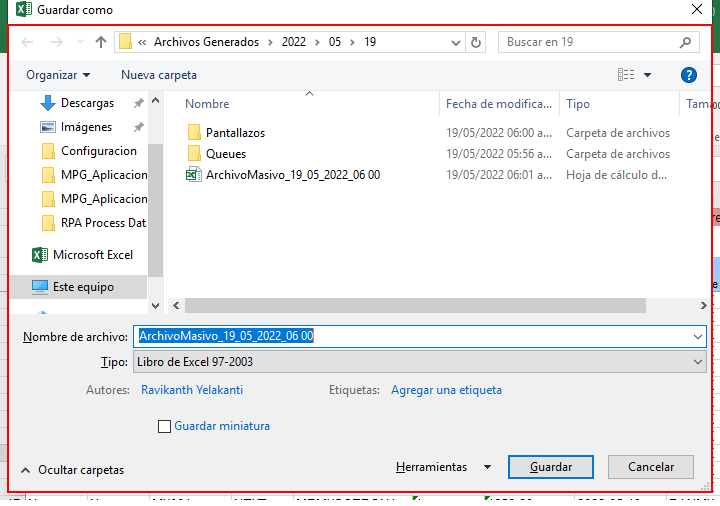 Guardar como
« Archivos Generados > 2022 > 05 > 19
Buscar en 19
Organizar
Nueva carpeta
Descargas
Imágenes
Configuracion
MPG_Aplicacion
MPG_Aplicacion
RPA Process Dat
Microsoft Excel
Este equipo
Nombre
Fecha de modifica...
Tipo
Tama
Pantallazos
19/05/2022 06:00 a...
Carpeta de archivos
Queues
19/05/2022 05:56 a...
Carpeta de archivos
ArchivoMasivo_19_05_2022_06 00
19/05/2022 06:01 a...
Hoja de cálculo d...
Nombre de archivo:
ArchivoMasivo_19_05_2022_06 00
Tipo:
Libro de Excel 97-2003
Autores:
Ravikanth Yelakanti
Etiquetas:
Agregar una etiqueta
Guardar miniatura
Ocultar carpetas
Herramientas
Guardar
Cancelar